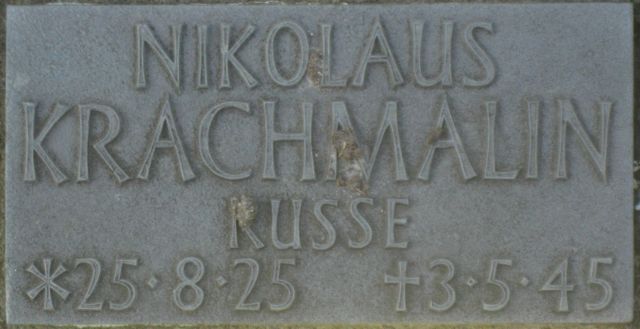 NIKOLAUS
KRACHMALIN
RUSSE
*25·8·25 †3·5·45